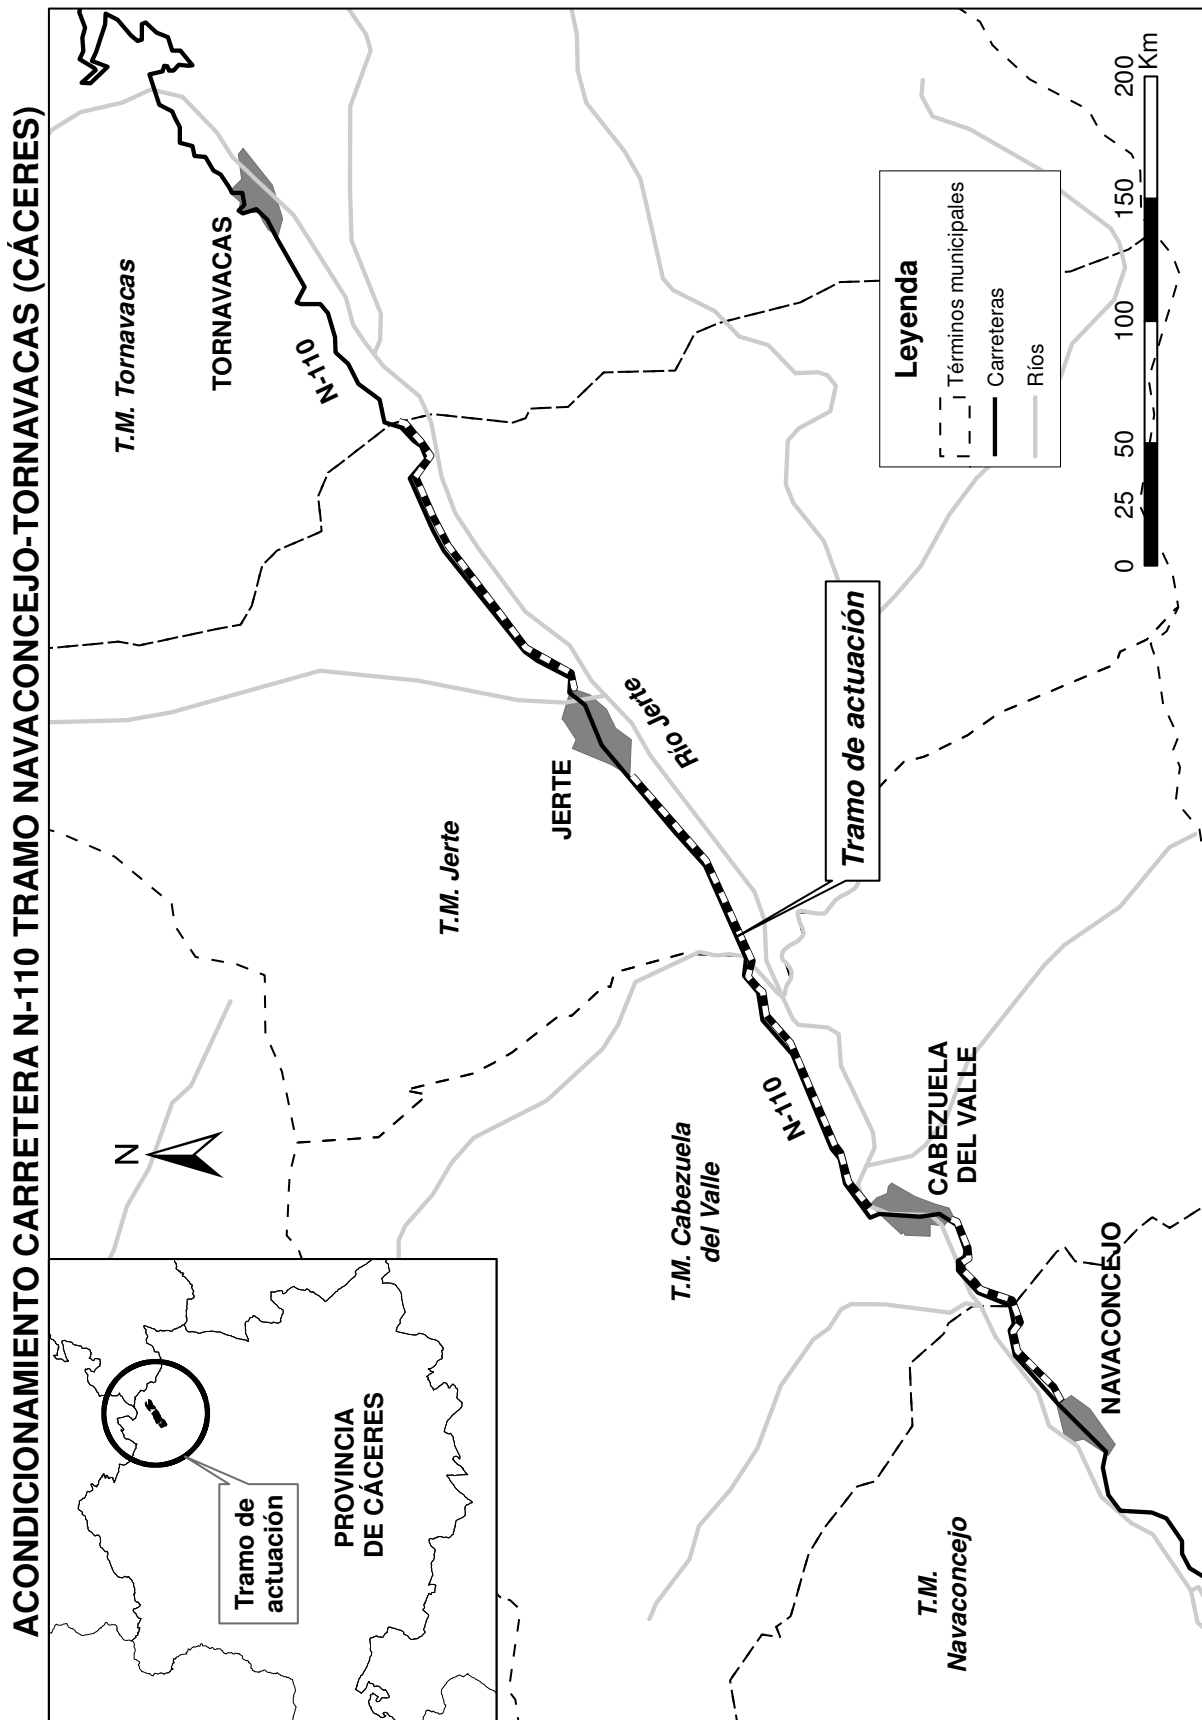 ACONDICIONAMIENTO CARRETERA N-110 TRAMO NAVACONCEJO-TORNAVACAS (CÁCERES)
Tramo de
actuación
PROVINCIA
DE CÁCERES
N
T.M. Tornavacas
TORNAVACAS
N-110
T.M. Jerte
JERTE
Río Jerte
Tramo de actuación
T.M. Cabezuela
del Valle
N-110
CABEZUELA
DEL VALLE
NAVACONCEJO
T.M.
Navaconcejo
Leyenda
Términos municipales
Carreteras
Ríos
0 25 50 100 150 200
Km